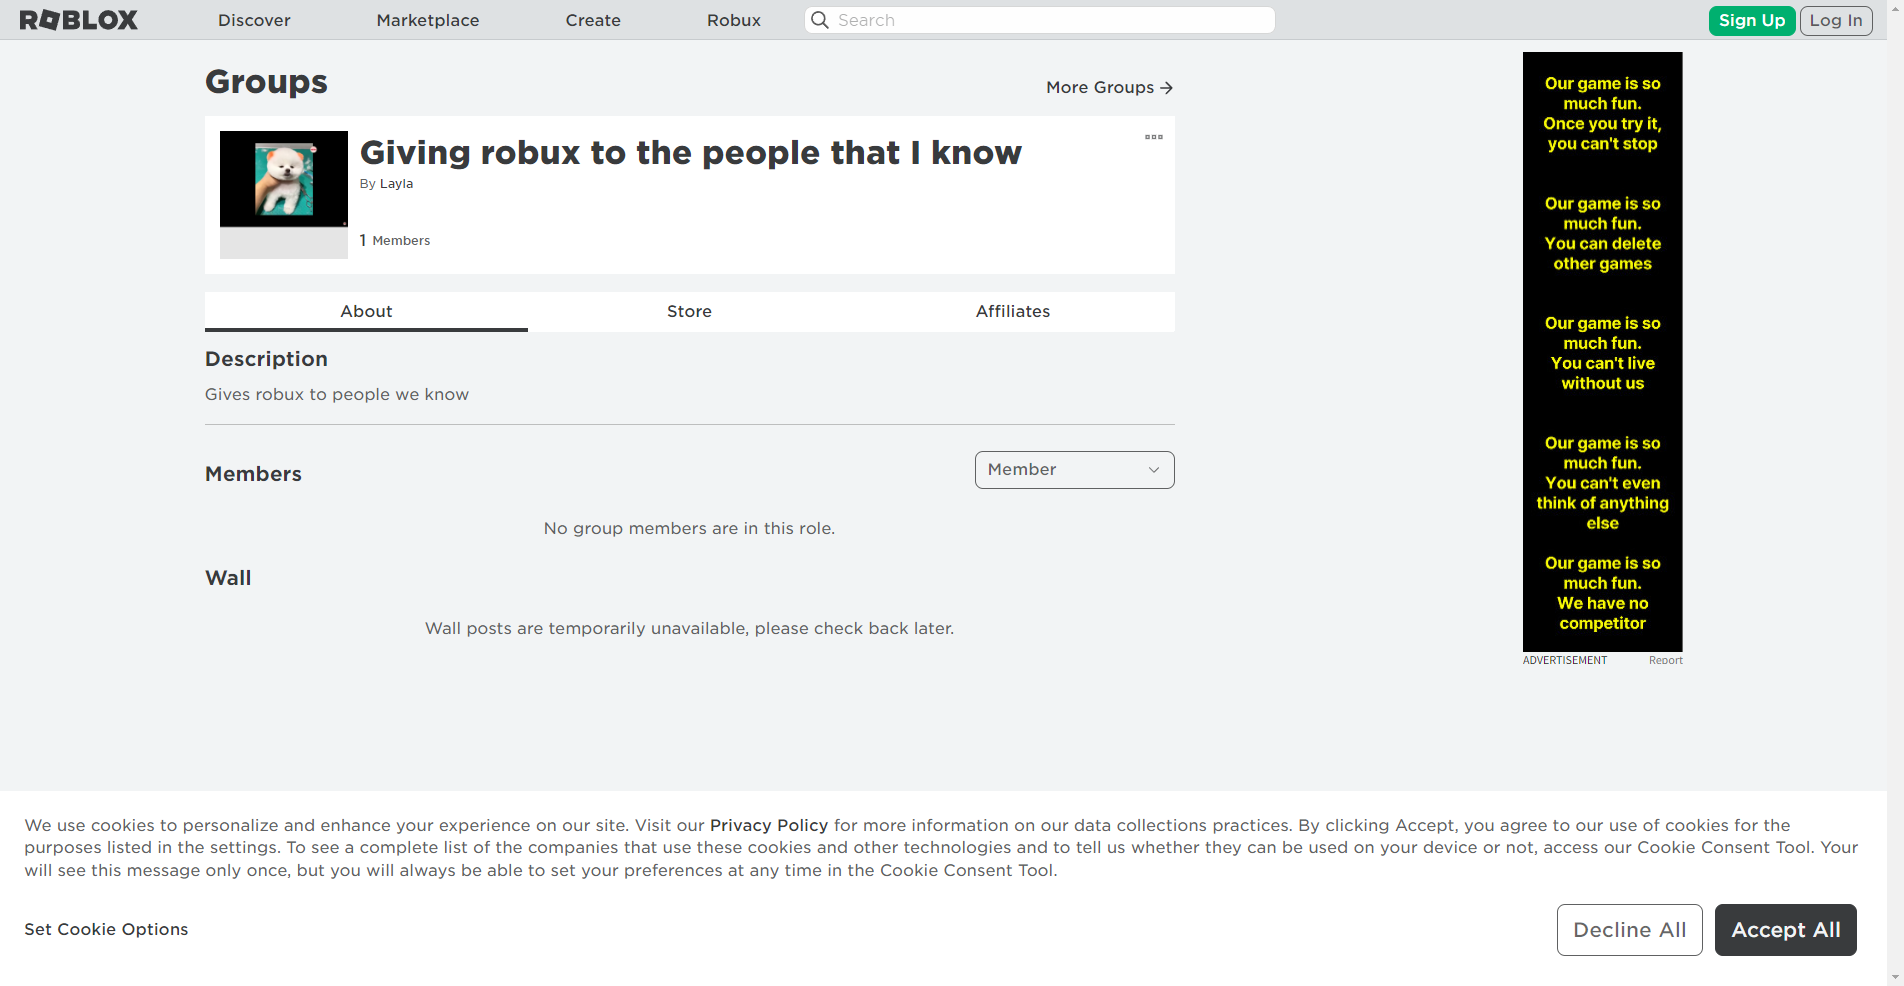 ROBLOX
Discover
Marketplace
Create
Robux
Search
Sign Up
Log In
Groups
More Groups →
Giving robux to the people that I know
By Layla
1 Members
About
Store
Affiliates
Description
Gives robux to people we know
Members
Member
No group members are in this role.
Wall
Wall posts are temporarily unavailable, please check back later.
Our game is so
much fun.
Once you try it,
you can't stop
Our game is so
much fun.
You can delete
other games
Our game is so
much fun.
You can't live
without us
Our game is so
much fun.
You can't even
think of anything
else
Our game is so
much fun.
We have no
competitor
ADVERTISEMENT
Report
We use cookies to personalize and enhance your experience on our site. Visit our Privacy Policy for more information on our data collections practices. By clicking Accept, you agree to our use of cookies for the
purposes listed in the settings. To see a complete list of the companies that use these cookies and other technologies and to tell us whether they can be used on your device or not, access our Cookie Consent Tool. Your
will see this message only once, but you will always be able to set your preferences at any time in the Cookie Consent Tool.
Set Cookie Options
Decline All
Accept All